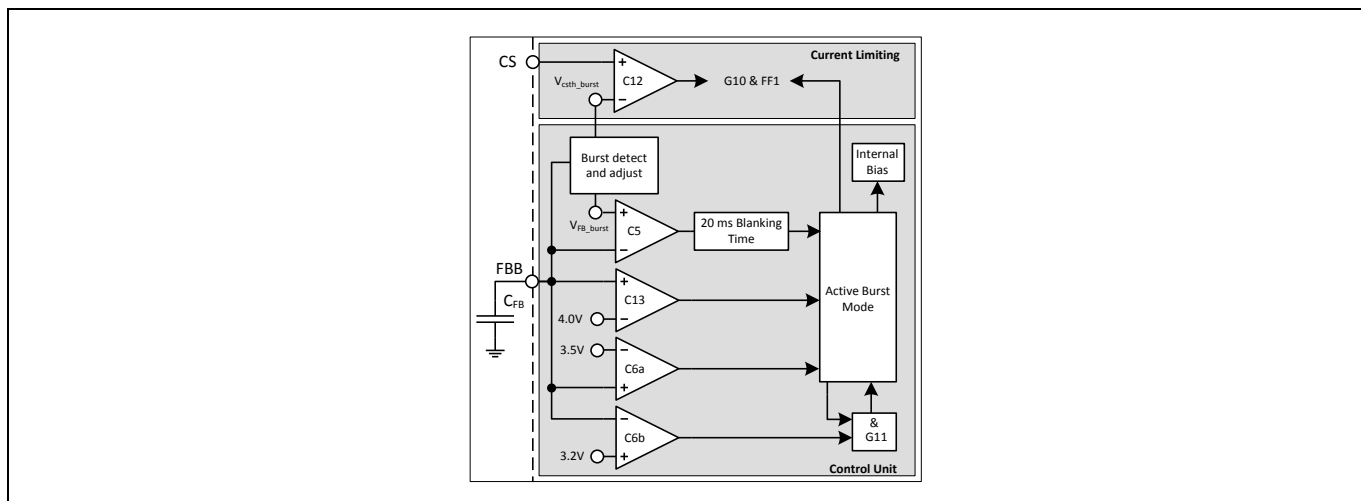 Current Limiting
CS
+
C12
−
V_csth_burst
G10 & FF1
Burst detect
and adjust
Internal
Bias
V_FB_burst
+
C5
−
20 ms Blanking
Time
FBB
C_FB
+
C13
−
4.0V
Active Burst
Mode
3.5V
−
C6a
+
−
C6b
+
3.2V
&
G11
Control Unit